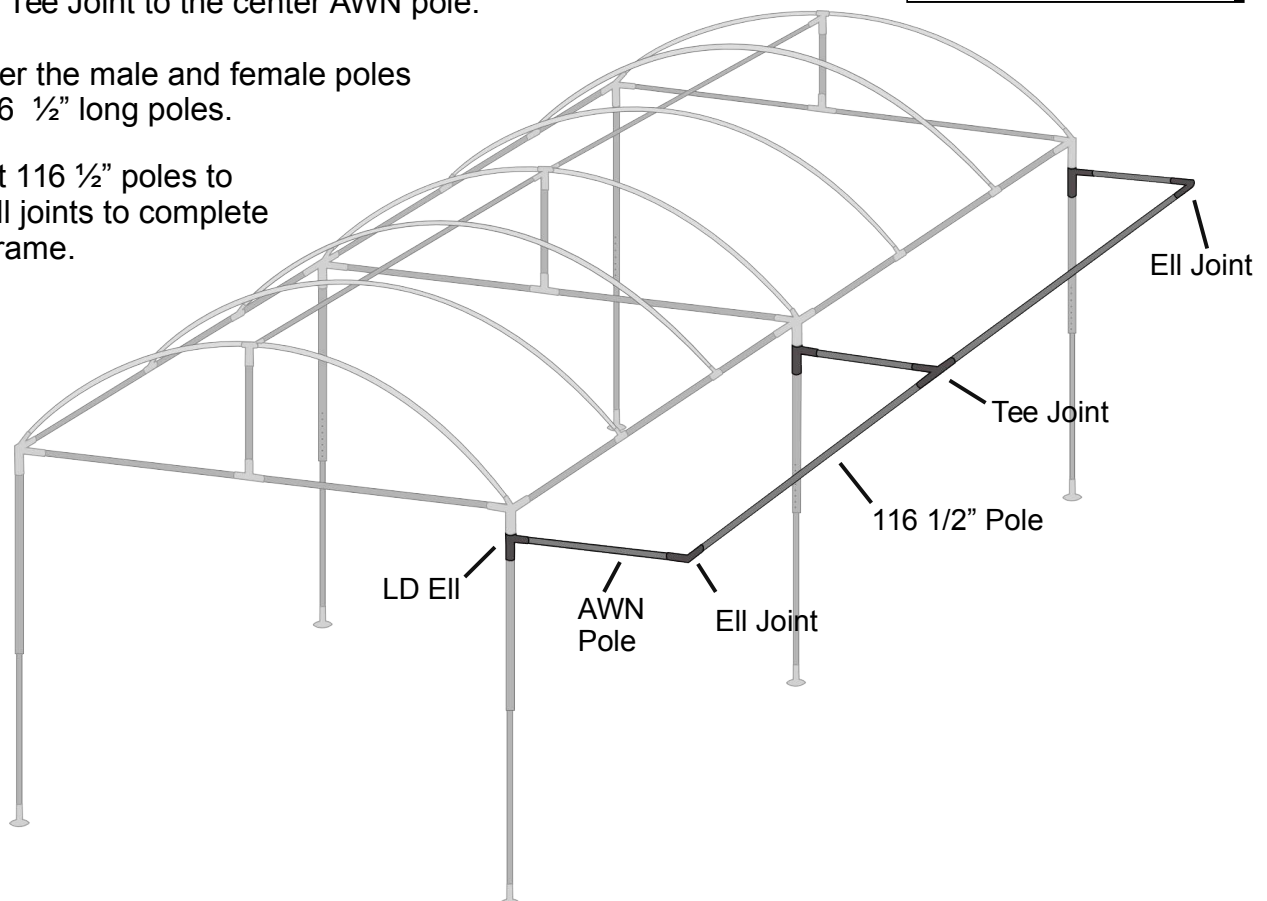 Tee Joint to the center AWN pole.
er the male and female poles
6 ½” long poles.
t 116 ½” poles to
ll joints to complete
rame.
Ell Joint
Tee Joint
116 1/2” Pole
LD Ell
AWN
Pole
Ell Joint